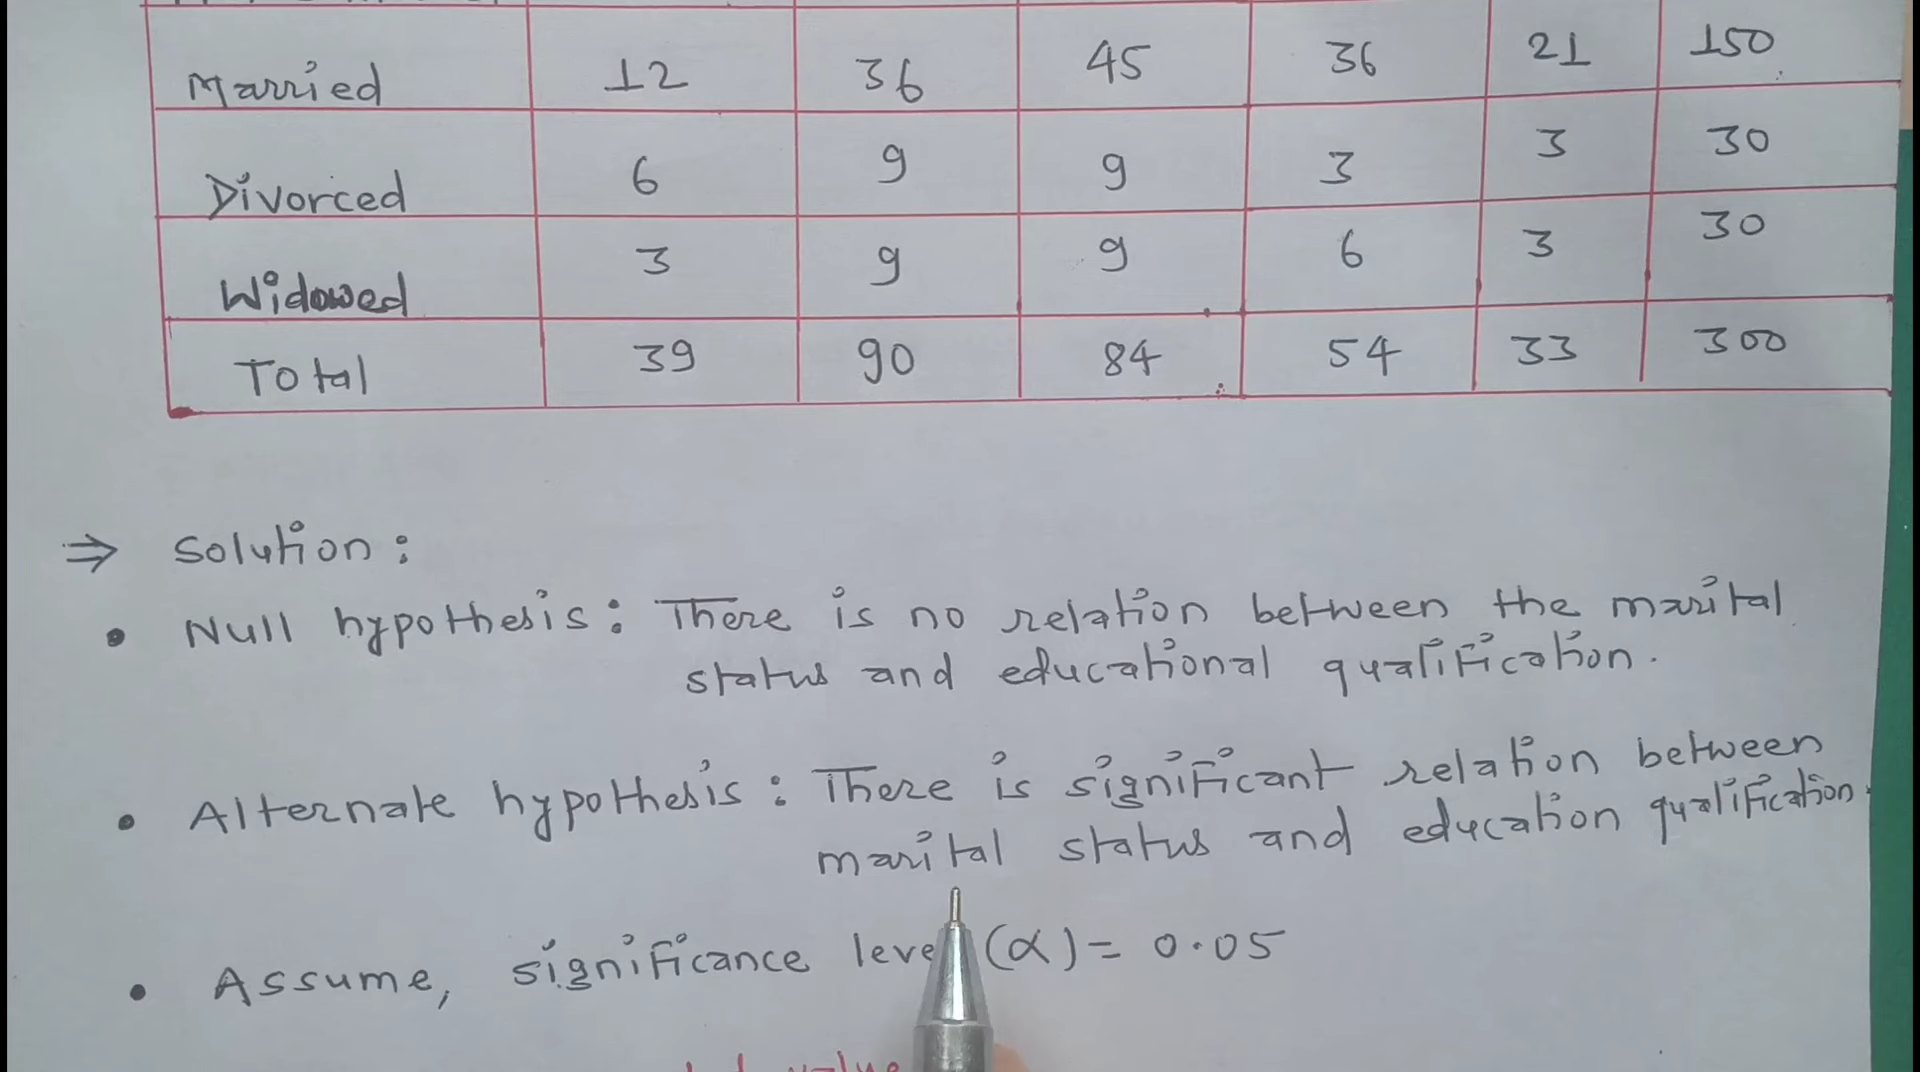 Married 12 36 45 36 21 150
Divorced 6 9 9 3 3 30
Widowed 3 9 9 6 3 30
Total 39 90 84 54 33 300
⇒ Solution:
• Null hypothesis: There is no relation between the marital
status and educational qualification.
• Alternate hypothesis: There is significant relation between
marital status and education qualification.
• Assume, significance level (α) = 0.05
value